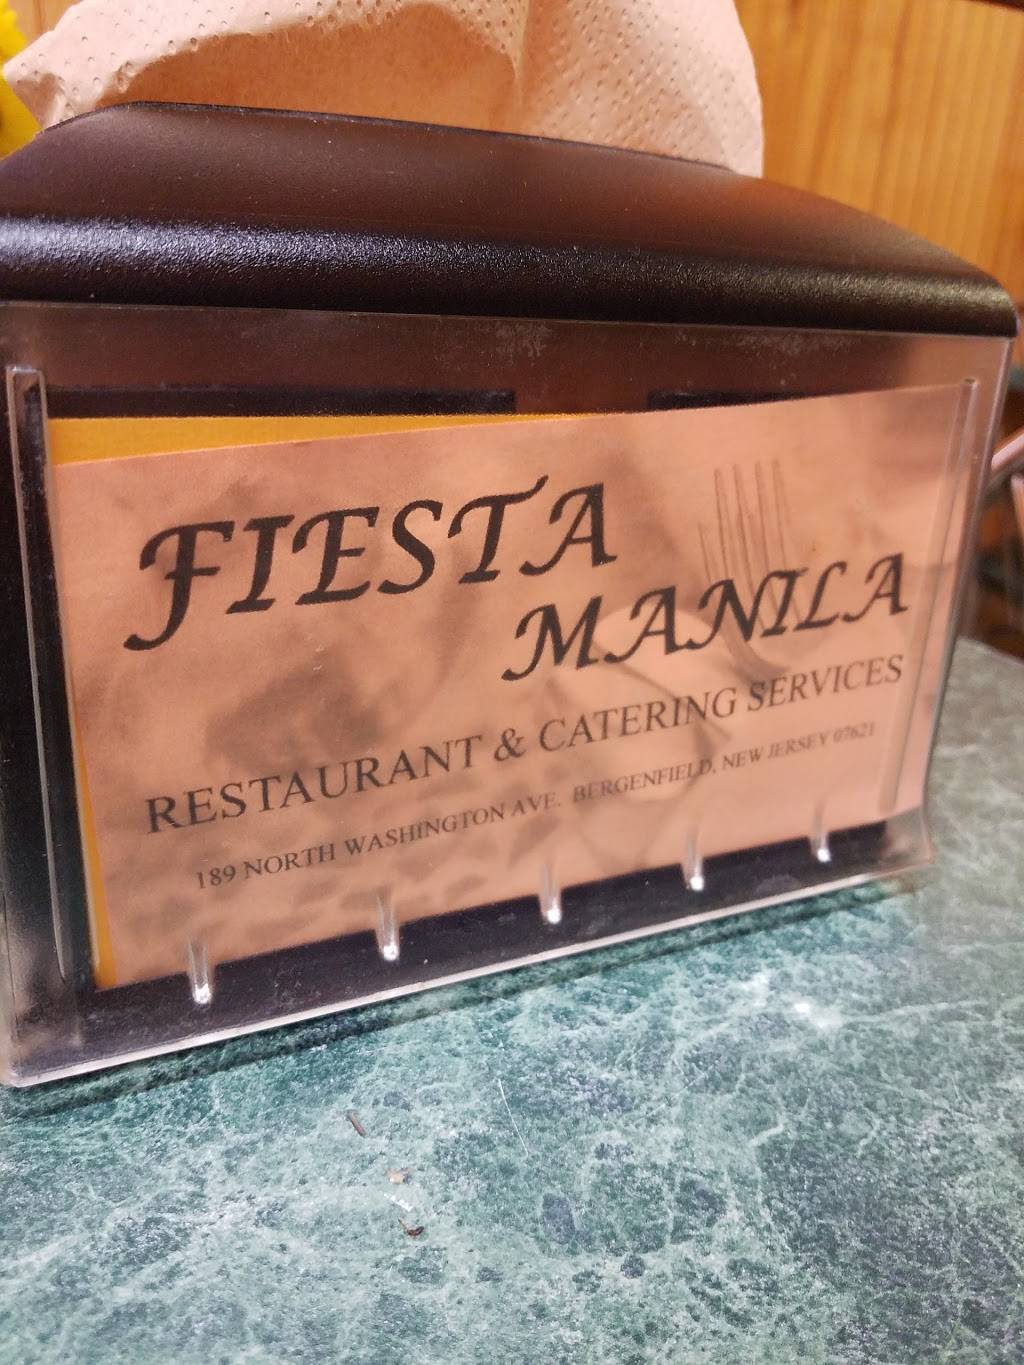 FIESTA
MANILA
RESTAURANT & CATERING SERVICES
189 NORTH WASHINGTON AVE. BERGENFIELD, NEW JERSEY 07621